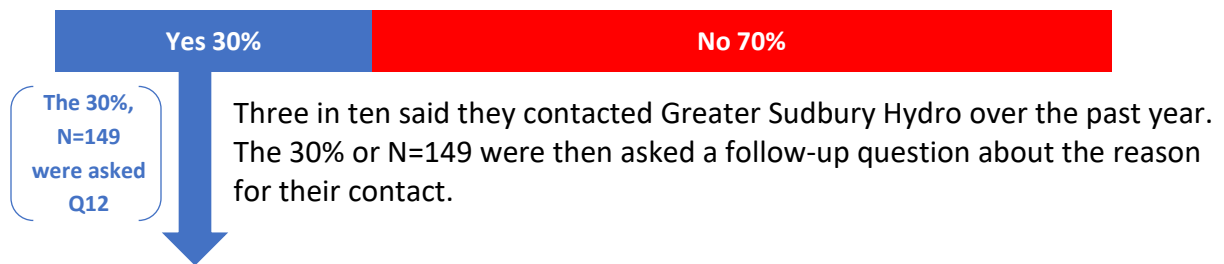 Yes 30%
No 70%
The 30%,
N=149
were asked
Q12
Three in ten said they contacted Greater Sudbury Hydro over the past year.
The 30% or N=149 were then asked a follow-up question about the reason
for their contact.